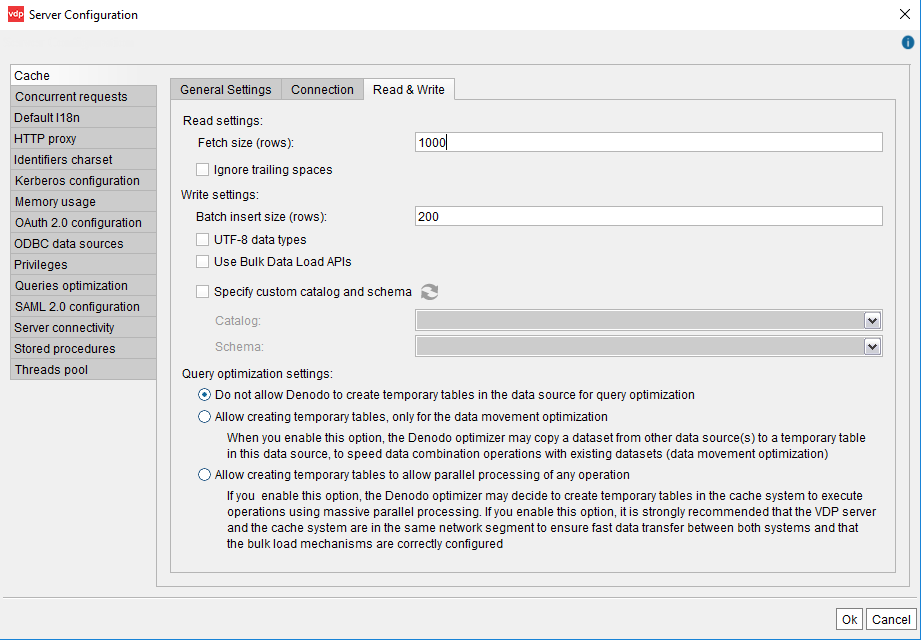 vdp Server Configuration
i
Cache
Concurrent requests
Default I18n
HTTP proxy
Identifiers charset
Kerberos configuration
Memory usage
OAuth 2.0 configuration
ODBC data sources
Privileges
Queries optimization
SAML 2.0 configuration
Server connectivity
Stored procedures
Threads pool
General Settings Connection Read & Write
Read settings:
Fetch size (rows): 1000
Ignore trailing spaces
Write settings:
Batch insert size (rows): 200
UTF-8 data types
Use Bulk Data Load APIs
Specify custom catalog and schema
Catalog:
Schema:
Query optimization settings:
Do not allow Denodo to create temporary tables in the data source for query optimization
Allow creating temporary tables, only for the data movement optimization
When you enable this option, the Denodo optimizer may copy a dataset from other data source(s) to a temporary table
in this data source, to speed data combination operations with existing datasets (data movement optimization)
Allow creating temporary tables to allow parallel processing of any operation
If you enable this option, the Denodo optimizer may decide to create temporary tables in the cache system to execute
operations using massive parallel processing. If you enable this option, it is strongly recommended that the VDP server
and the cache system are in the same network segment to ensure fast data transfer between both systems and that
the bulk load mechanisms are correctly configured
Ok Cancel